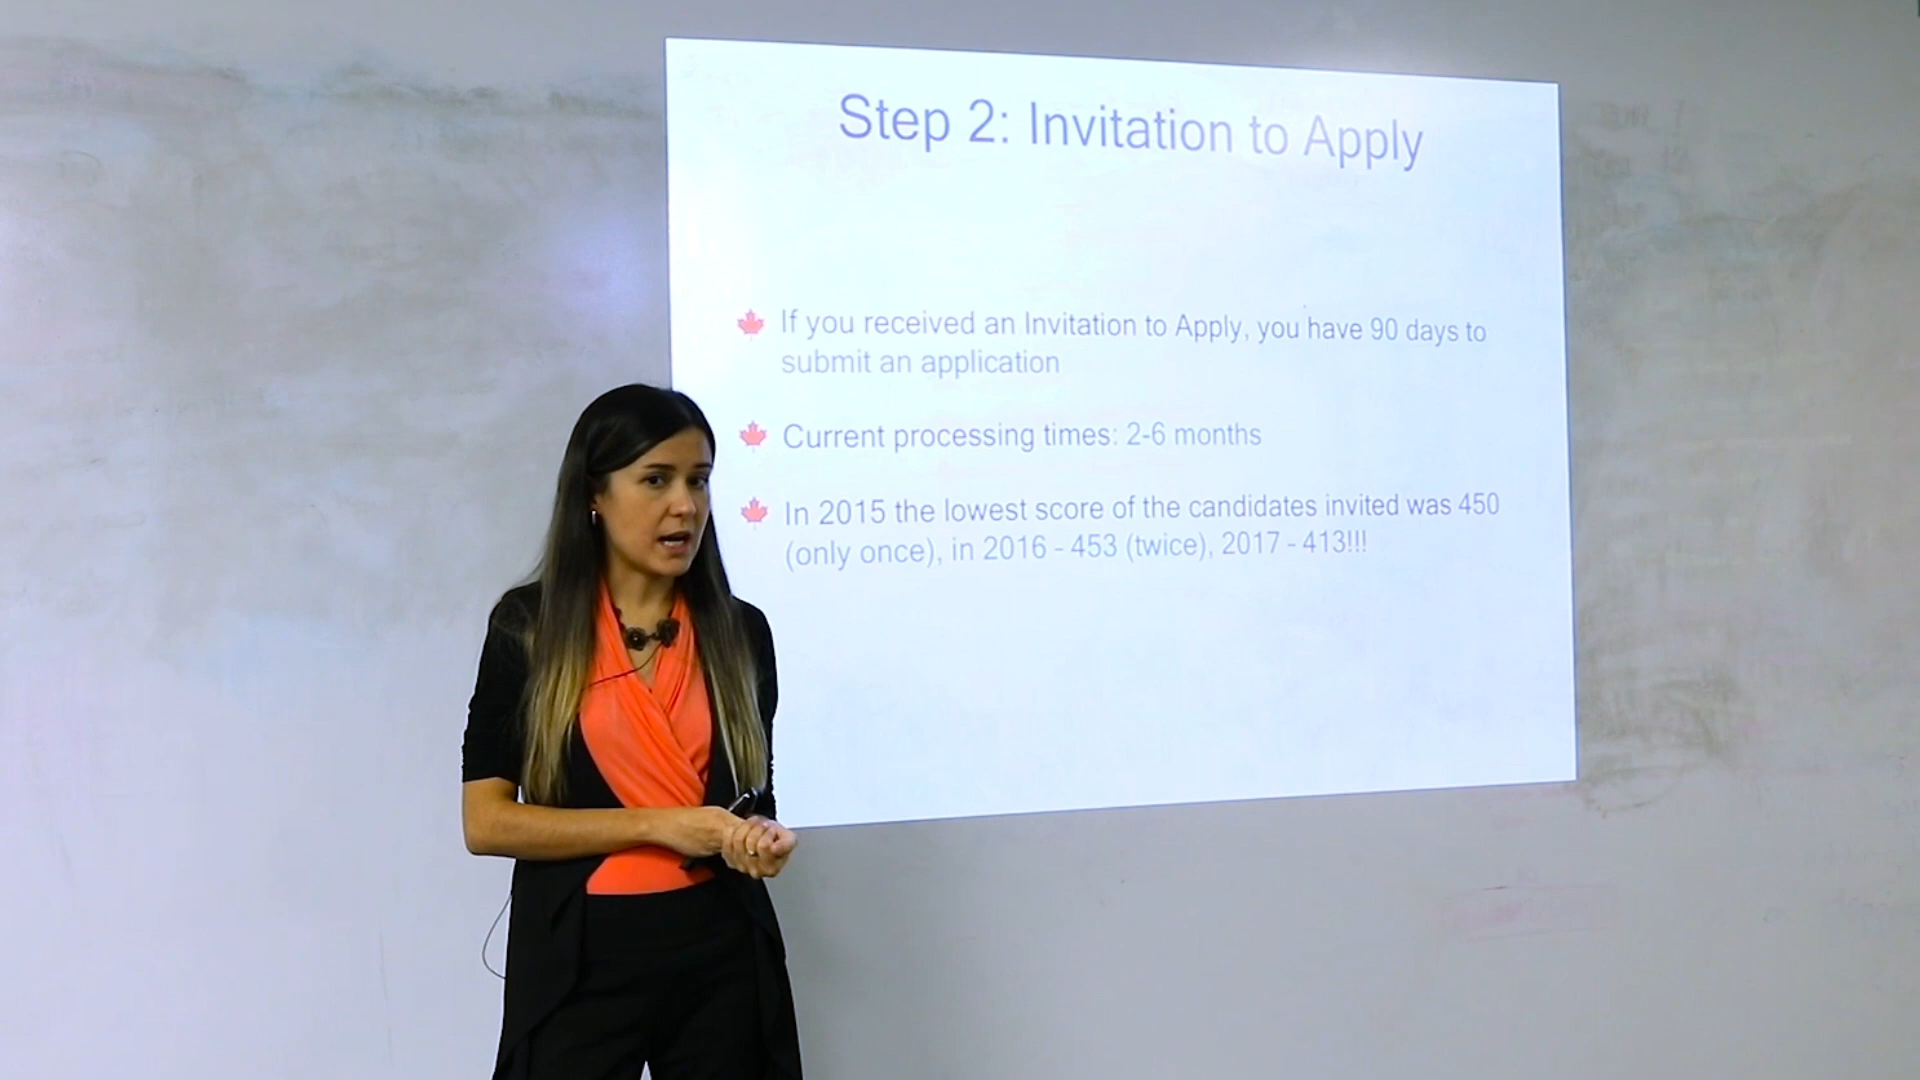 Step 2: Invitation to Apply
If you received an Invitation to Apply, you have 90 days to
submit an application
Current processing times: 2-6 months
In 2015 the lowest score of the candidates invited was 450
(only once), in 2016 - 453 (twice), 2017 - 413!!!